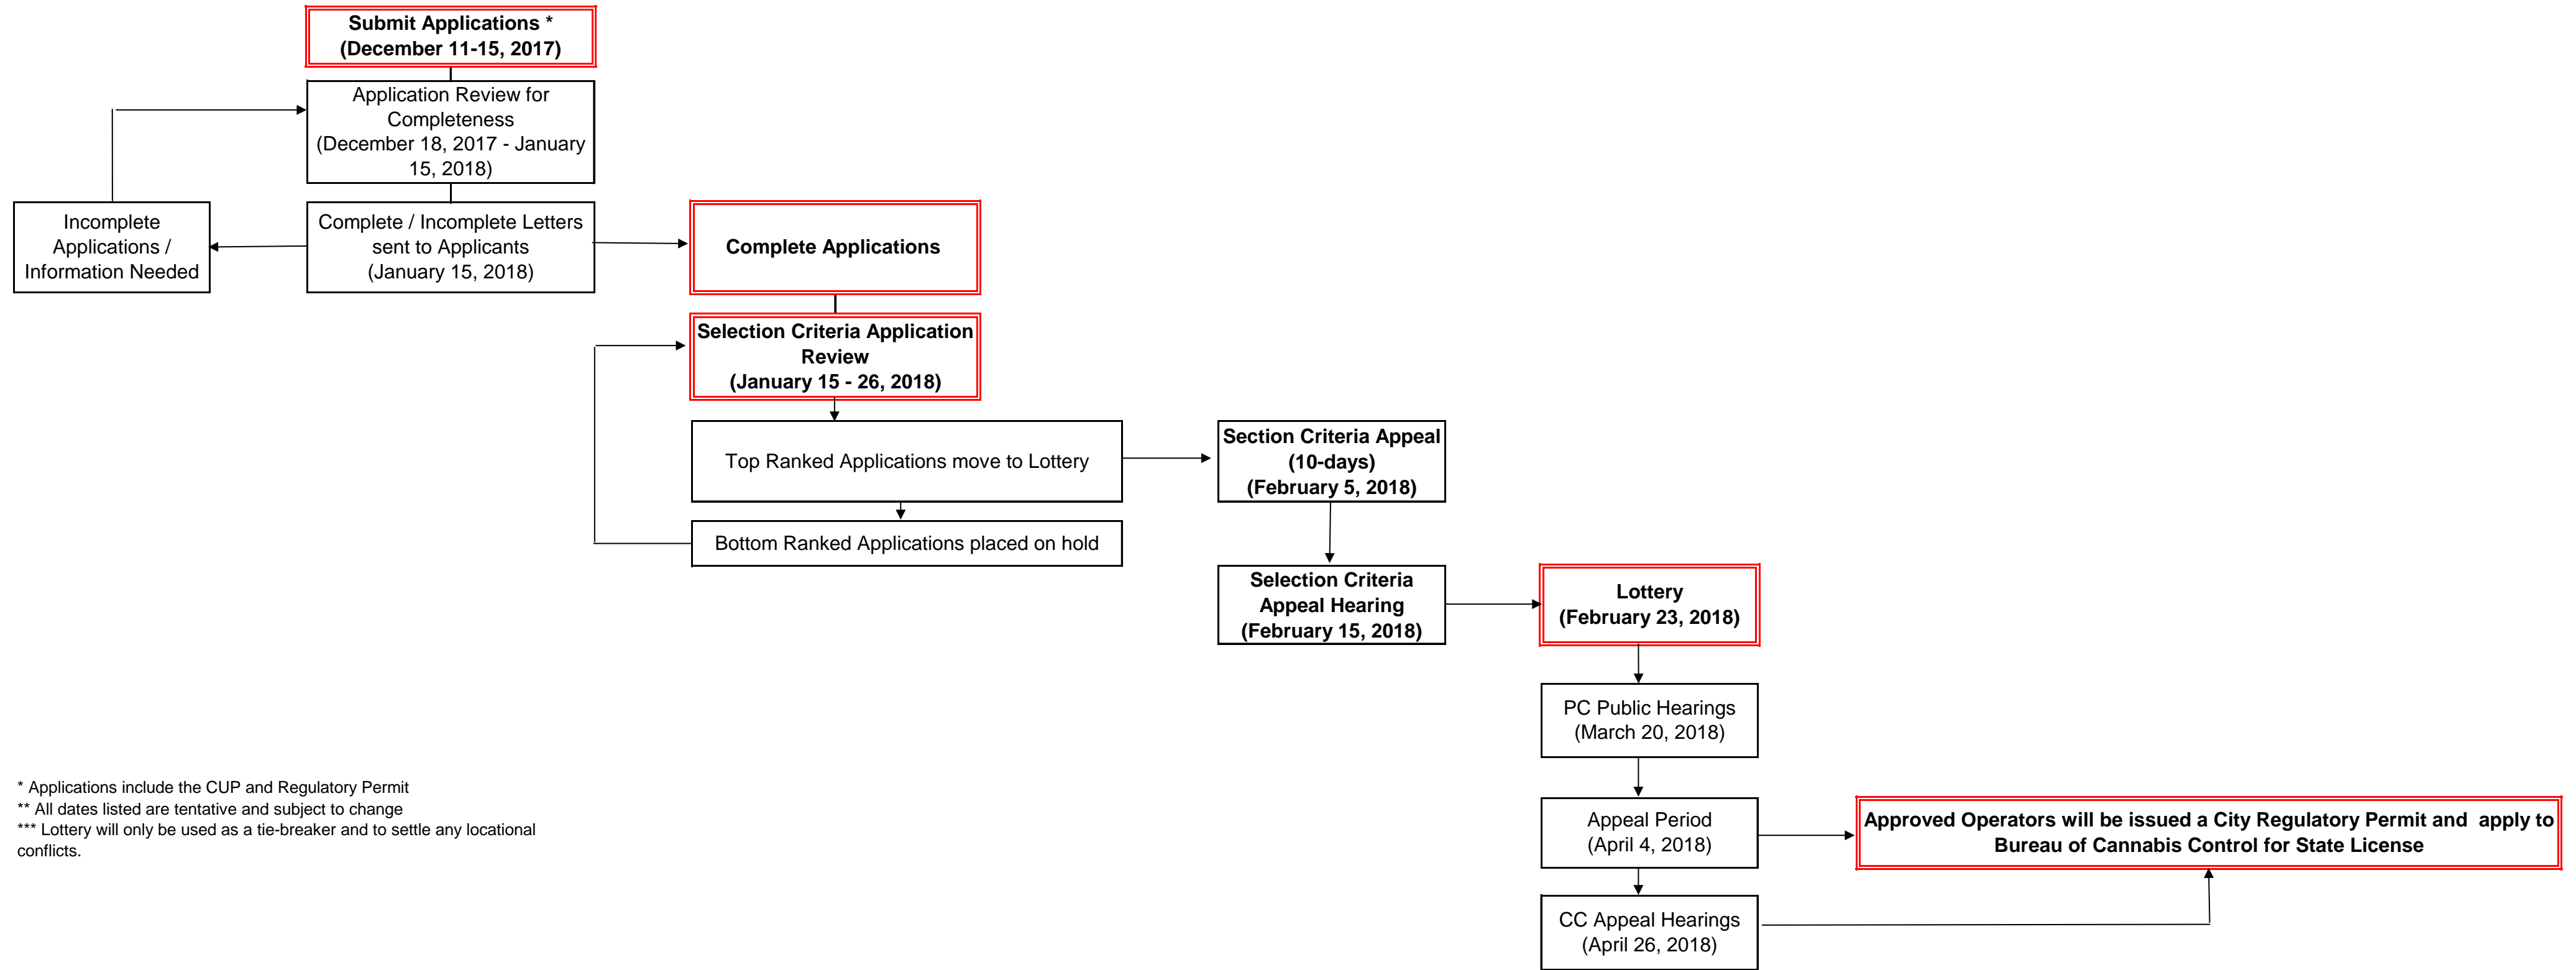 Submit Applications *
(December 11-15, 2017)
Application Review for
Completeness
(December 18, 2017 - January
15, 2018)
Incomplete
Applications /
Information Needed
Complete / Incomplete Letters
sent to Applicants
(January 15, 2018)
Complete Applications
Selection Criteria Application
Review
(January 15 - 26, 2018)
Top Ranked Applications move to Lottery
Section Criteria Appeal
(10-days)
(February 5, 2018)
Bottom Ranked Applications placed on hold
Selection Criteria
Appeal Hearing
(February 15, 2018)
Lottery
(February 23, 2018)
PC Public Hearings
(March 20, 2018)
Appeal Period
(April 4, 2018)
Approved Operators will be issued a City Regulatory Permit and  apply to
Bureau of Cannabis Control for State License
CC Appeal Hearings
(April 26, 2018)
* Applications include the CUP and Regulatory Permit
** All dates listed are tentative and subject to change
*** Lottery will only be used as a tie-breaker and to settle any locational
conflicts.